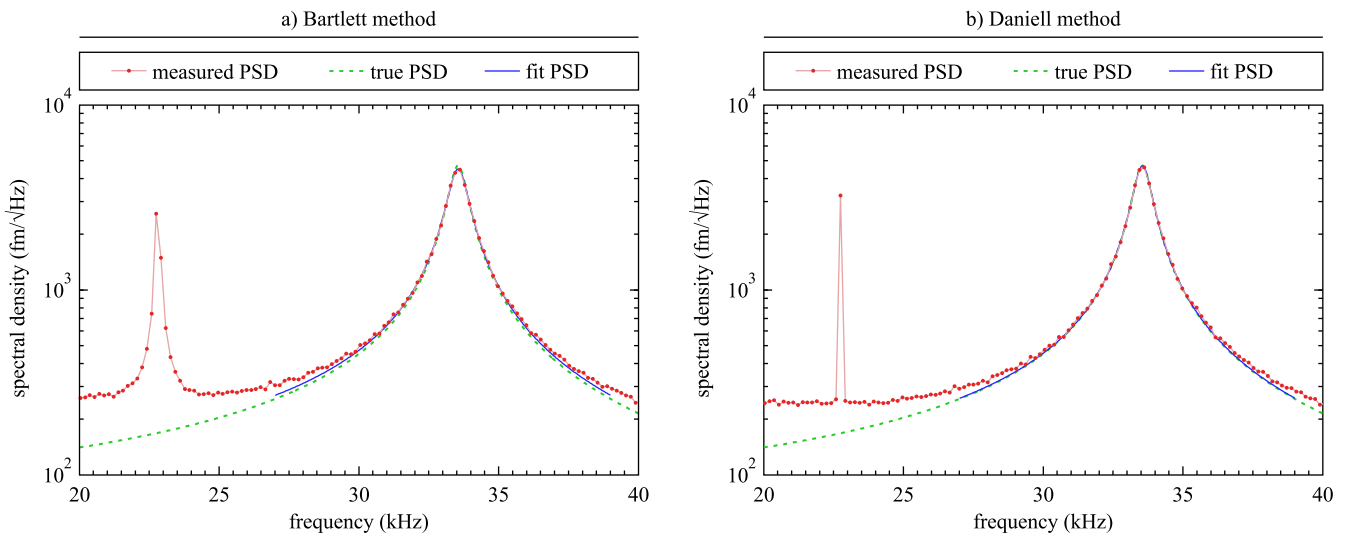 a) Bartlett method
measured PSD true PSD fit PSD
10^4
10^3
10^2
spectral density (fm/√Hz)
20 25 30 35 40
frequency (kHz)
b) Daniell method
measured PSD true PSD fit PSD
10^4
10^3
10^2
spectral density (fm/√Hz)
20 25 30 35 40
frequency (kHz)